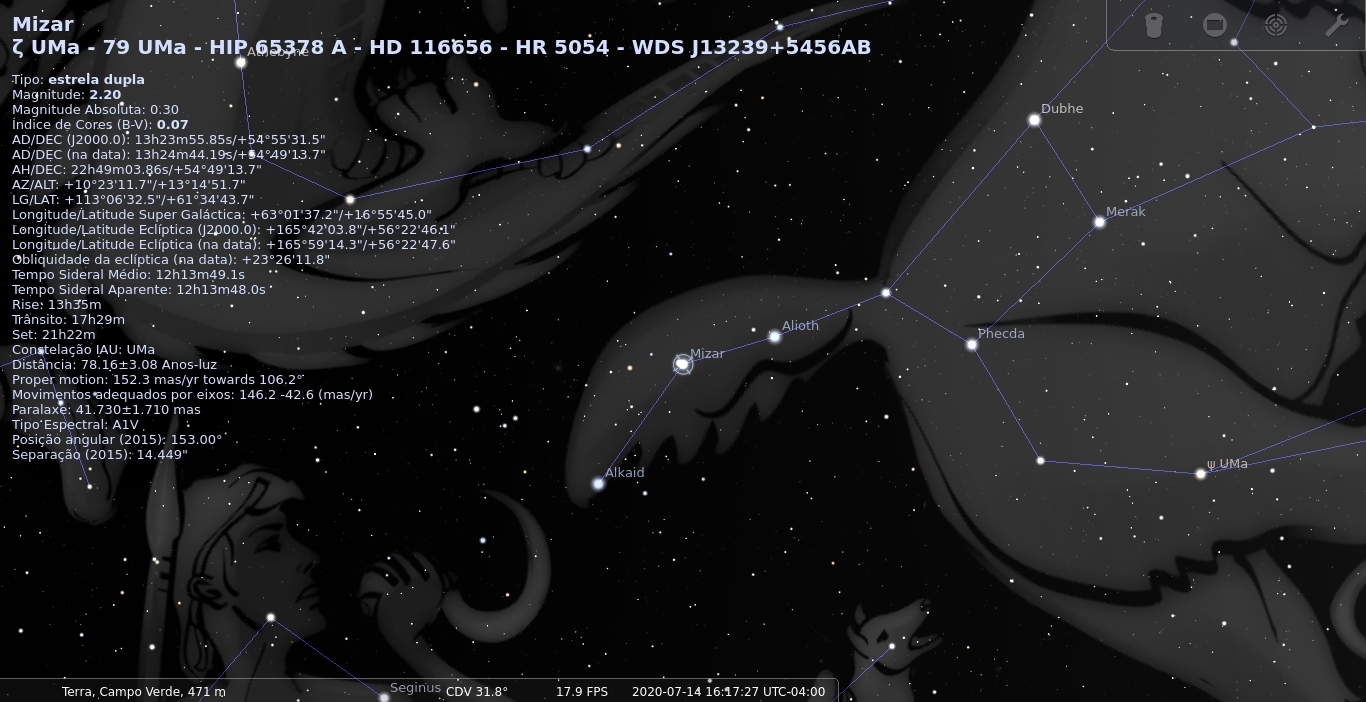 Mizar
ζ UMa - 79 UMa - HIP 65378 A - HD 116656 - HR 5054 - WDS J13239+5456AB
Athebyne
Tipo: estrela dupla
Magnitude: 2.20
Magnitude Absoluta: 0.30
Índice de Cores (B-V): 0.07
AD/DEC (J2000.0): 13h23m55.85s/+54°55'31.5"
AD/DEC (na data): 13h24m44.19s/+54°49'13.7"
AH/DEC: 22h49m03.86s/+54°49'13.7"
AZ/ALT: +10°23'11.7"/+13°14'51.7"
LG/LAT: +113°06'32.5"/+61°34'43.7"
Longitude/Latitude Super Galáctica: +63°01'37.2"/+16°55'45.0"
Longitude/Latitude Eclíptica (J2000.0): +165°42'03.8"/+56°22'46.1"
Longitude/Latitude Eclíptica (na data): +165°59'14.3"/+56°22'47.6"
Obliquidade da eclíptica (na data): +23°26'11.8"
Tempo Sideral Médio: 12h13m49.1s
Tempo Sideral Aparente: 12h13m48.0s
Rise: 13h35m
Trânsito: 17h29m
Set: 21h22m
Constelação IAU: UMa
Distância: 78.16±3.08 Anos-luz
Proper motion: 152.3 mas/yr towards 106.2°
Movimentos adequados por eixos: 146.2 -42.6 (mas/yr)
Paralaxe: 41.730±1.710 mas
Tipo Espectral: A1V
Posição angular (2015): 153.00°
Separação (2015): 14.449"
Dubhe
Merak
Alioth
Phecda
Mizar
Alkaid
ψ UMa
Seginus
Terra, Campo Verde, 471 m
CDV 31.8°
17.9 FPS
2020-07-14 16:17:27 UTC-04:00